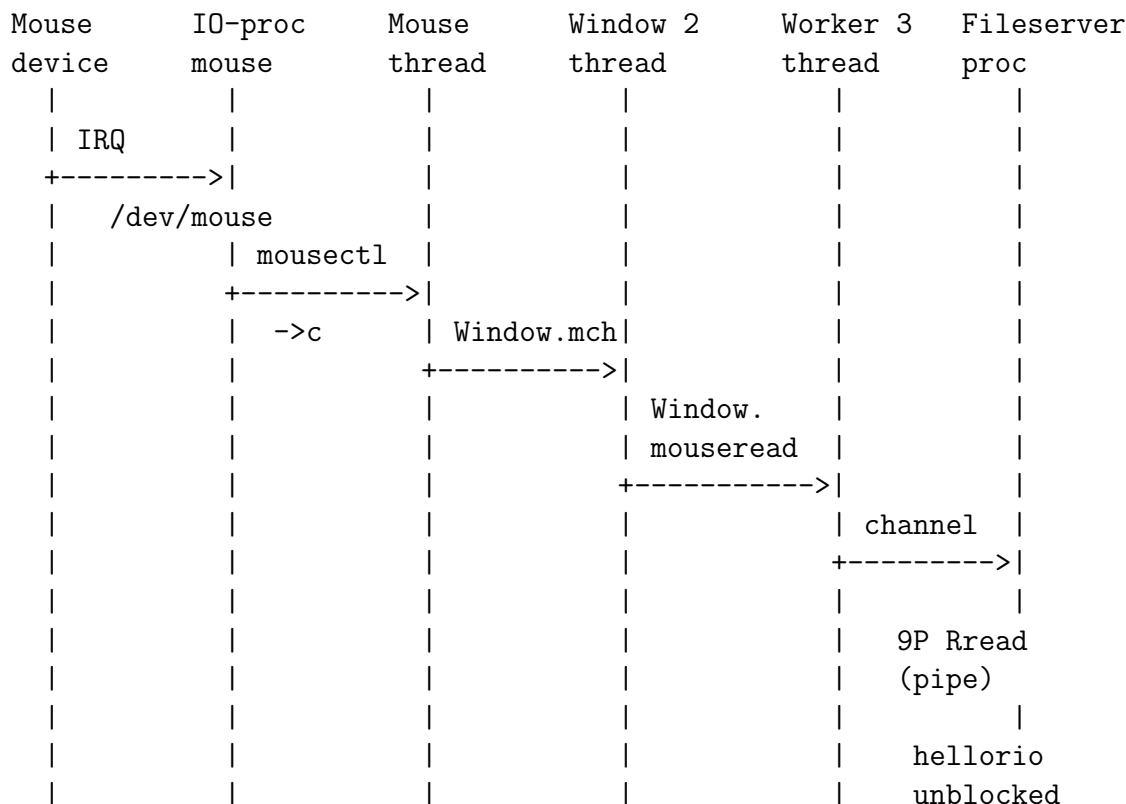 Mouse IO-proc Mouse Window 2 Worker 3 Fileserver
device mouse thread thread thread proc
| | | | | |
| IRQ | | | | |
+--------->| | | | |
| /dev/mouse | | | |
| | mousectl | | | |
| +---------->| | | |
| | ->c | Window.mch| | |
| | +---------->| | |
| | | | Window. | |
| | | | mouseread | |
| | | +----------->| |
| | | | | channel |
| | | | +--------->|
| | | | | |
| | | | | 9P Rread
| | | | | (pipe)
| | | | | |
| | | | | hellorio
| | | | | unblocked